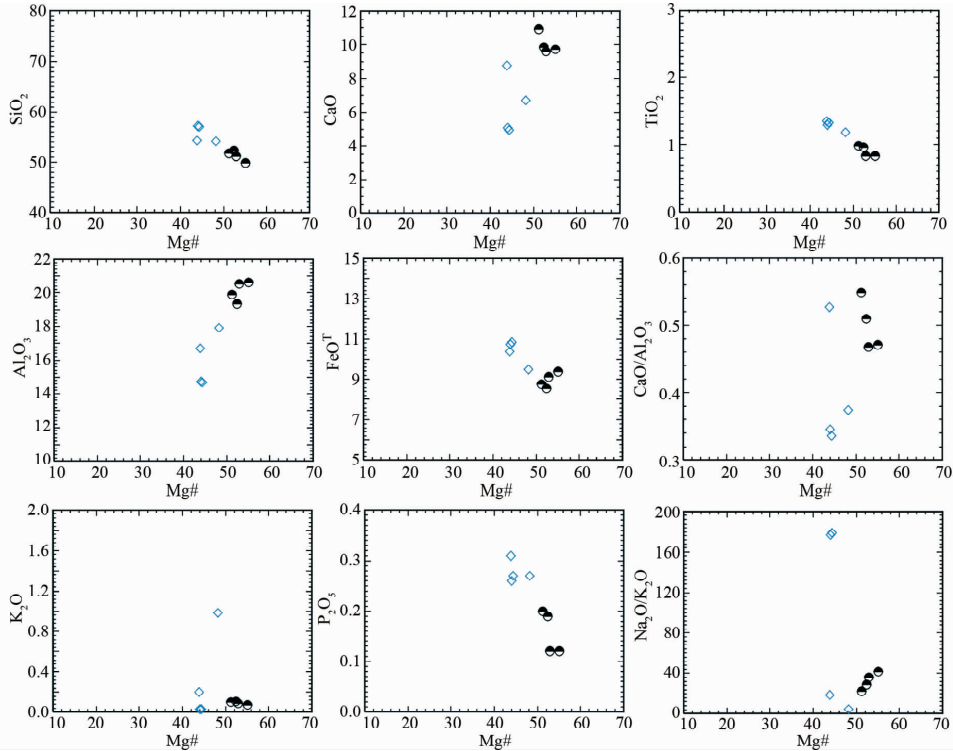 80
70
60
50
40
SiO₂
10 20 30 40 50 60 70
Mg#
12
10
8
6
4
2
0
CaO
10 20 30 40 50 60 70
Mg#
3
2
1
0
TiO₂
10 20 30 40 50 60 70
Mg#
22
20
18
16
14
12
10
Al₂O₃
10 20 30 40 50 60 70
Mg#
15
13
11
9
7
5
FeOᵀ
10 20 30 40 50 60 70
Mg#
0.6
0.5
0.4
0.3
CaO/Al₂O₃
10 20 30 40 50 60 70
Mg#
2.0
1.6
1.2
0.8
0.4
0.0
K₂O
10 20 30 40 50 60 70
Mg#
0.4
0.3
0.2
0.1
0.0
P₂O₅
10 20 30 40 50 60 70
Mg#
200
160
120
80
40
0
Na₂O/K₂O
10 20 30 40 50 60 70
Mg#